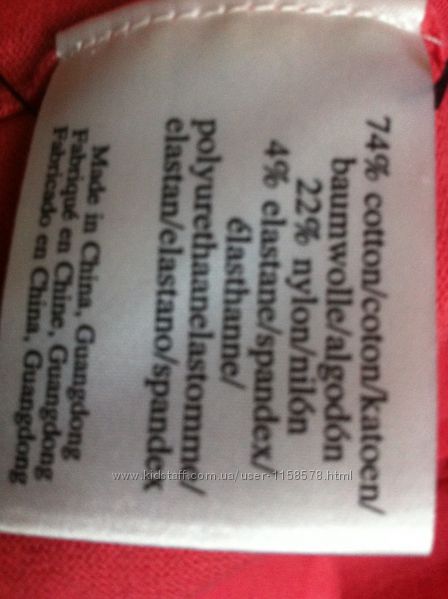 74% cotton/coton/katoen/
baumwolle/algodón
22% nylon/nilón
4% elastane/spandex/
élasthanne/
polyurethaanelastomme/
elastan/elastano/spandex
Made in China, Guangdong
Fabriqué en Chine, Guangdong
Fabricado en China, Guangdong
www.kidstaff.com.ua/user-1158578.html